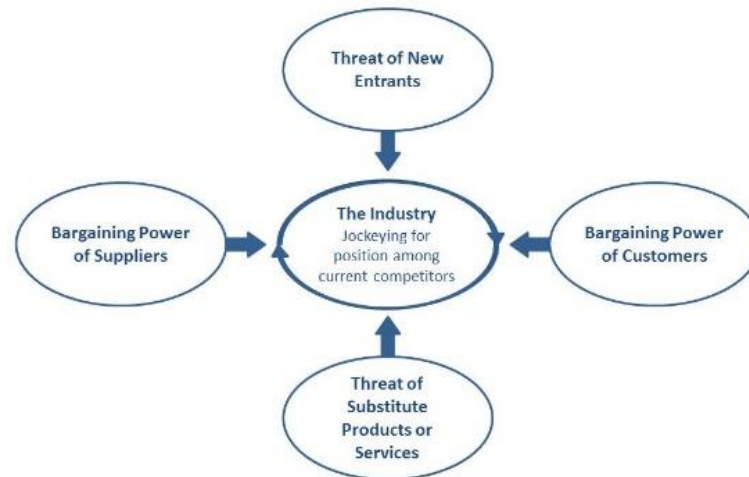 Threat of New
Entrants
Bargaining Power
of Suppliers
The Industry
Jockeying for
position among
current competitors
Bargaining Power
of Customers
Threat of
Substitute
Products or
Services